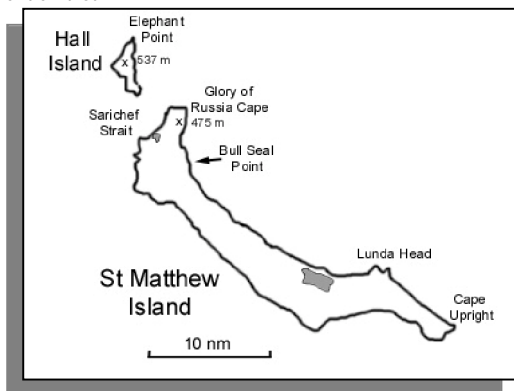 Elephant
Point
Hall
Island
x 537 m
Glory of
Russia Cape
Sarichef
Strait
x 475 m
Bull Seal
Point
Lunda Head
St Matthew
Island
Cape
Upright
10 nm